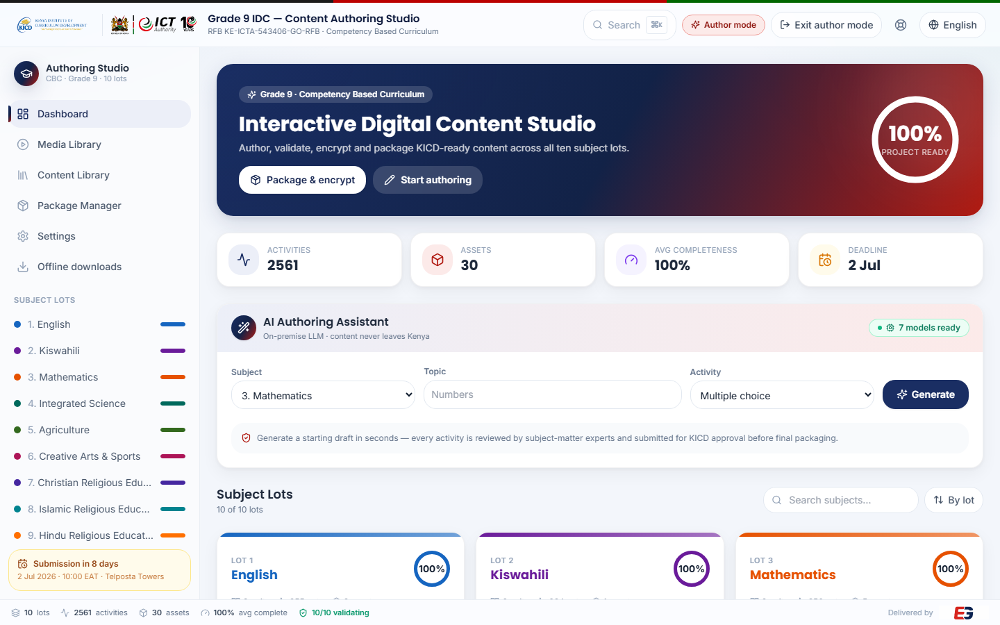 KICD
KENYA INSTITUTE OF
CURRICULUM DEVELOPMENT
ICT
Authority
10
YEARS
Grade 9 IDC — Content Authoring Studio
RFB KE-ICTA-543406-GO-RFB · Competency Based Curriculum
Search
⌘K
Author mode
Exit author mode
English
Authoring Studio
CBC · Grade 9 · 10 lots
Dashboard
Media Library
Content Library
Package Manager
Settings
Offline downloads
SUBJECT LOTS
1. English
2. Kiswahili
3. Mathematics
4. Integrated Science
5. Agriculture
6. Creative Arts & Sports
7. Christian Religious Edu...
8. Islamic Religious Educ...
9. Hindu Religious Educat...
Submission in 8 days
2 Jul 2026 · 10:00 EAT · Telposta Towers
Grade 9 · Competency Based Curriculum
Interactive Digital Content Studio
Author, validate, encrypt and package KICD-ready content across all ten subject lots.
Package & encrypt
Start authoring
100%
PROJECT READY
ACTIVITIES
2561
ASSETS
30
AVG COMPLETENESS
100%
DEADLINE
2 Jul
AI Authoring Assistant
On-premise LLM · content never leaves Kenya
7 models ready
Subject
3. Mathematics
Topic
Numbers
Activity
Multiple choice
Generate
Generate a starting draft in seconds — every activity is reviewed by subject-matter experts and submitted for KICD approval before final packaging.
Subject Lots
10 of 10 lots
Search subjects...
By lot
LOT 1
English
100%
LOT 2
Kiswahili
100%
LOT 3
Mathematics
100%
10 lots
2561 activities
30 assets
100% avg complete
10/10 validating
Delivered by
EG